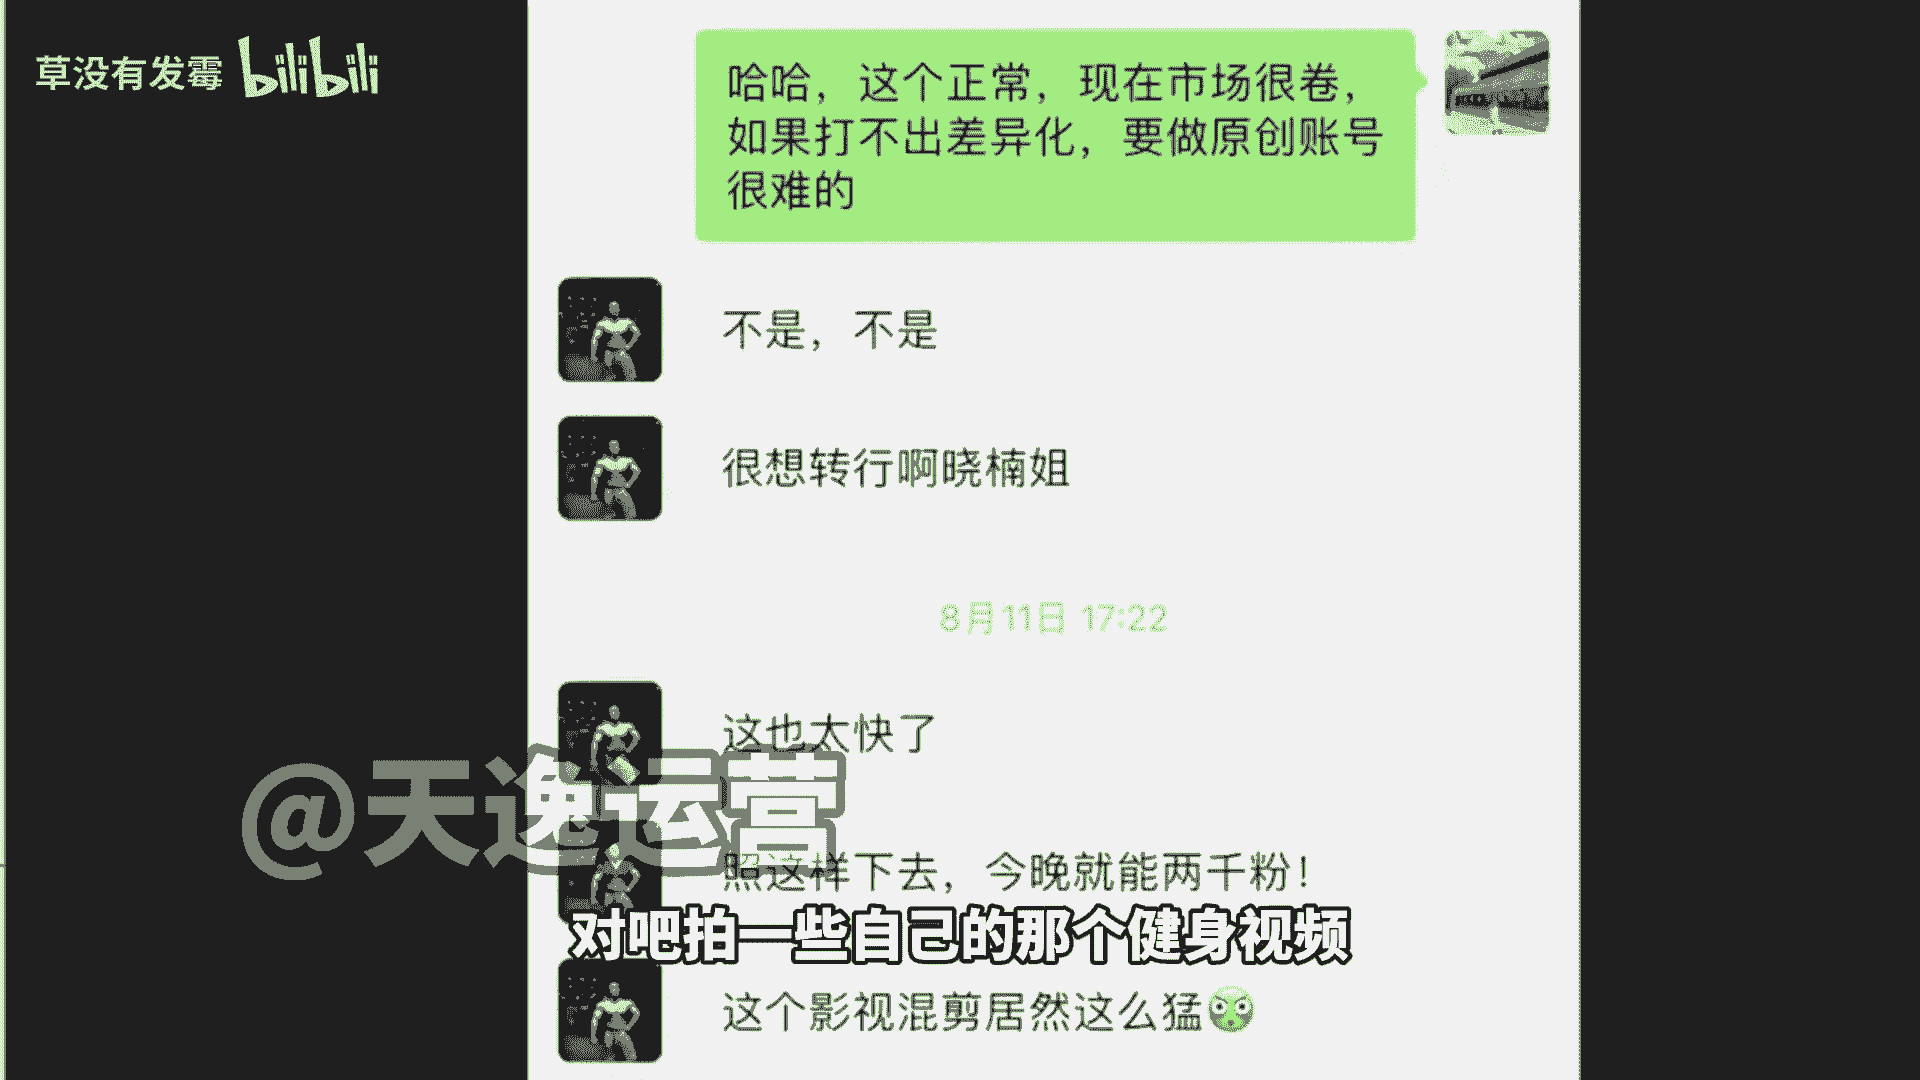 草没有发霉 bilibili
哈哈，这个正常，现在市场很卷，
如果打不出差异化，要做原创账号
很难的
不是，不是
很想转行啊晓楠姐
8月11日 17:22
这也太快了
@天逸运营
照这样下去，今晚就能两千粉！
对吧拍一些自己的那个健身视频
这个影视混剪居然这么猛